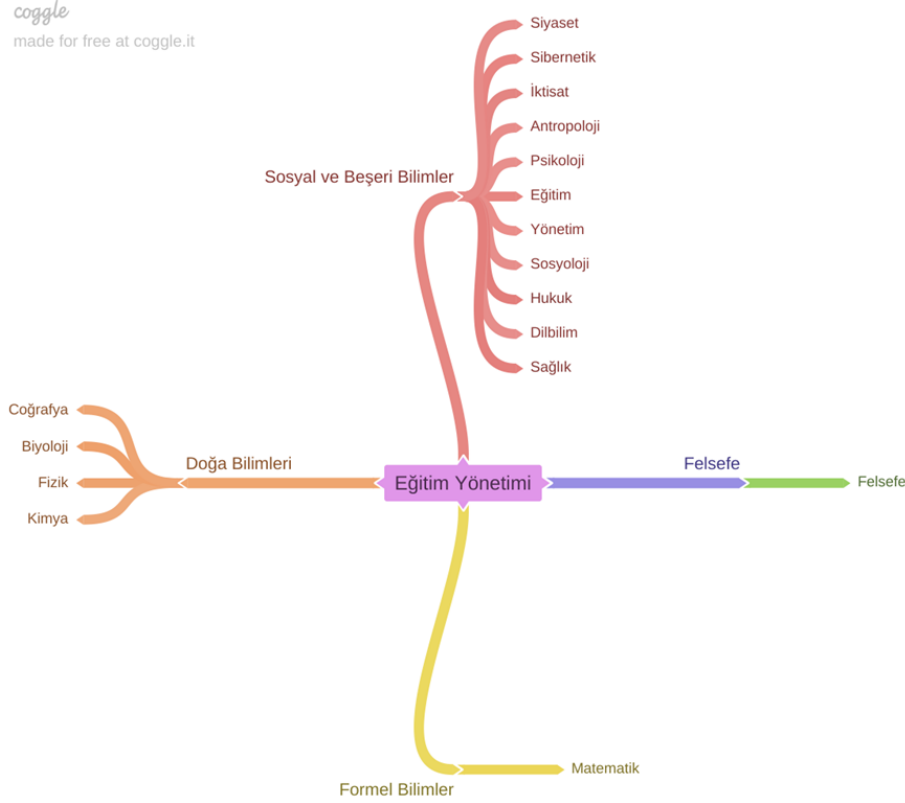 coggle
made for free at coggle.it
Siyaset
Sibernetik
İktisat
Antropoloji
Psikoloji
Sosyal ve Beşeri Bilimler
Eğitim
Yönetim
Sosyoloji
Hukuk
Dilbilim
Sağlık
Coğrafya
Biyoloji
Doğa Bilimleri
Fizik
Kimya
Eğitim Yönetimi
Felsefe
Felsefe
Matematik
Formel Bilimler